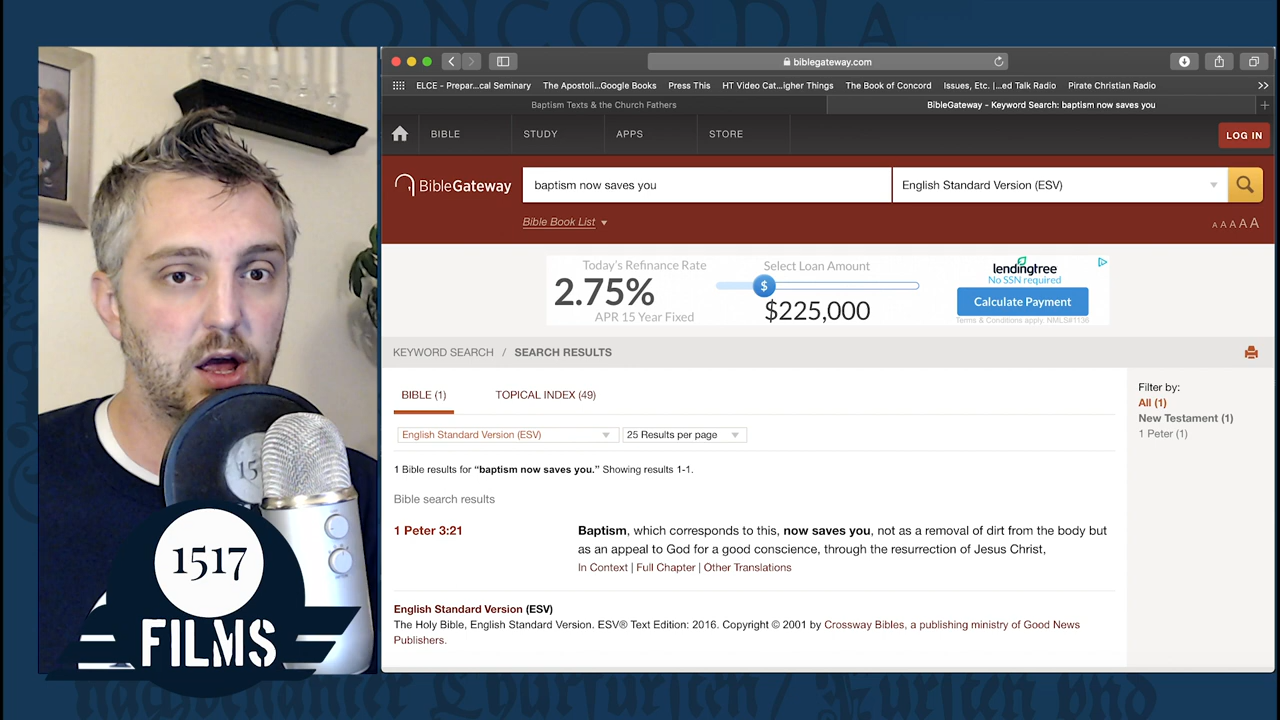 CONCORDIA
biblegateway.com
ELCE - Prepar...cal Seminary The Apostoli...Google Books Press This HT Video Cat...igher Things The Book of Concord Issues, Etc. |...ed Talk Radio Pirate Christian Radio
Baptism Texts & the Church Fathers BibleGateway - Keyword Search: baptism now saves you
BIBLE STUDY APPS STORE LOG IN
BibleGateway baptism now saves you English Standard Version (ESV)
Bible Book List A A A A A
Today's Refinance Rate Select Loan Amount lendingtree
2.75% $ No SSN required
$225,000 Calculate Payment
APR 15 Year Fixed Terms & Conditions apply. NMLS#1136
KEYWORD SEARCH / SEARCH RESULTS
BIBLE (1) TOPICAL INDEX (49)
Filter by:
All (1)
New Testament (1)
1 Peter (1)
English Standard Version (ESV) 25 Results per page
1 Bible results for “baptism now saves you.” Showing results 1-1.
Bible search results
1 Peter 3:21 Baptism, which corresponds to this, now saves you, not as a removal of dirt from the body but
as an appeal to God for a good conscience, through the resurrection of Jesus Christ,
In Context | Full Chapter | Other Translations
English Standard Version (ESV)
The Holy Bible, English Standard Version. ESV® Text Edition: 2016. Copyright © 2001 by Crossway Bibles, a publishing ministry of Good News
Publishers.
15
1517
FILMS